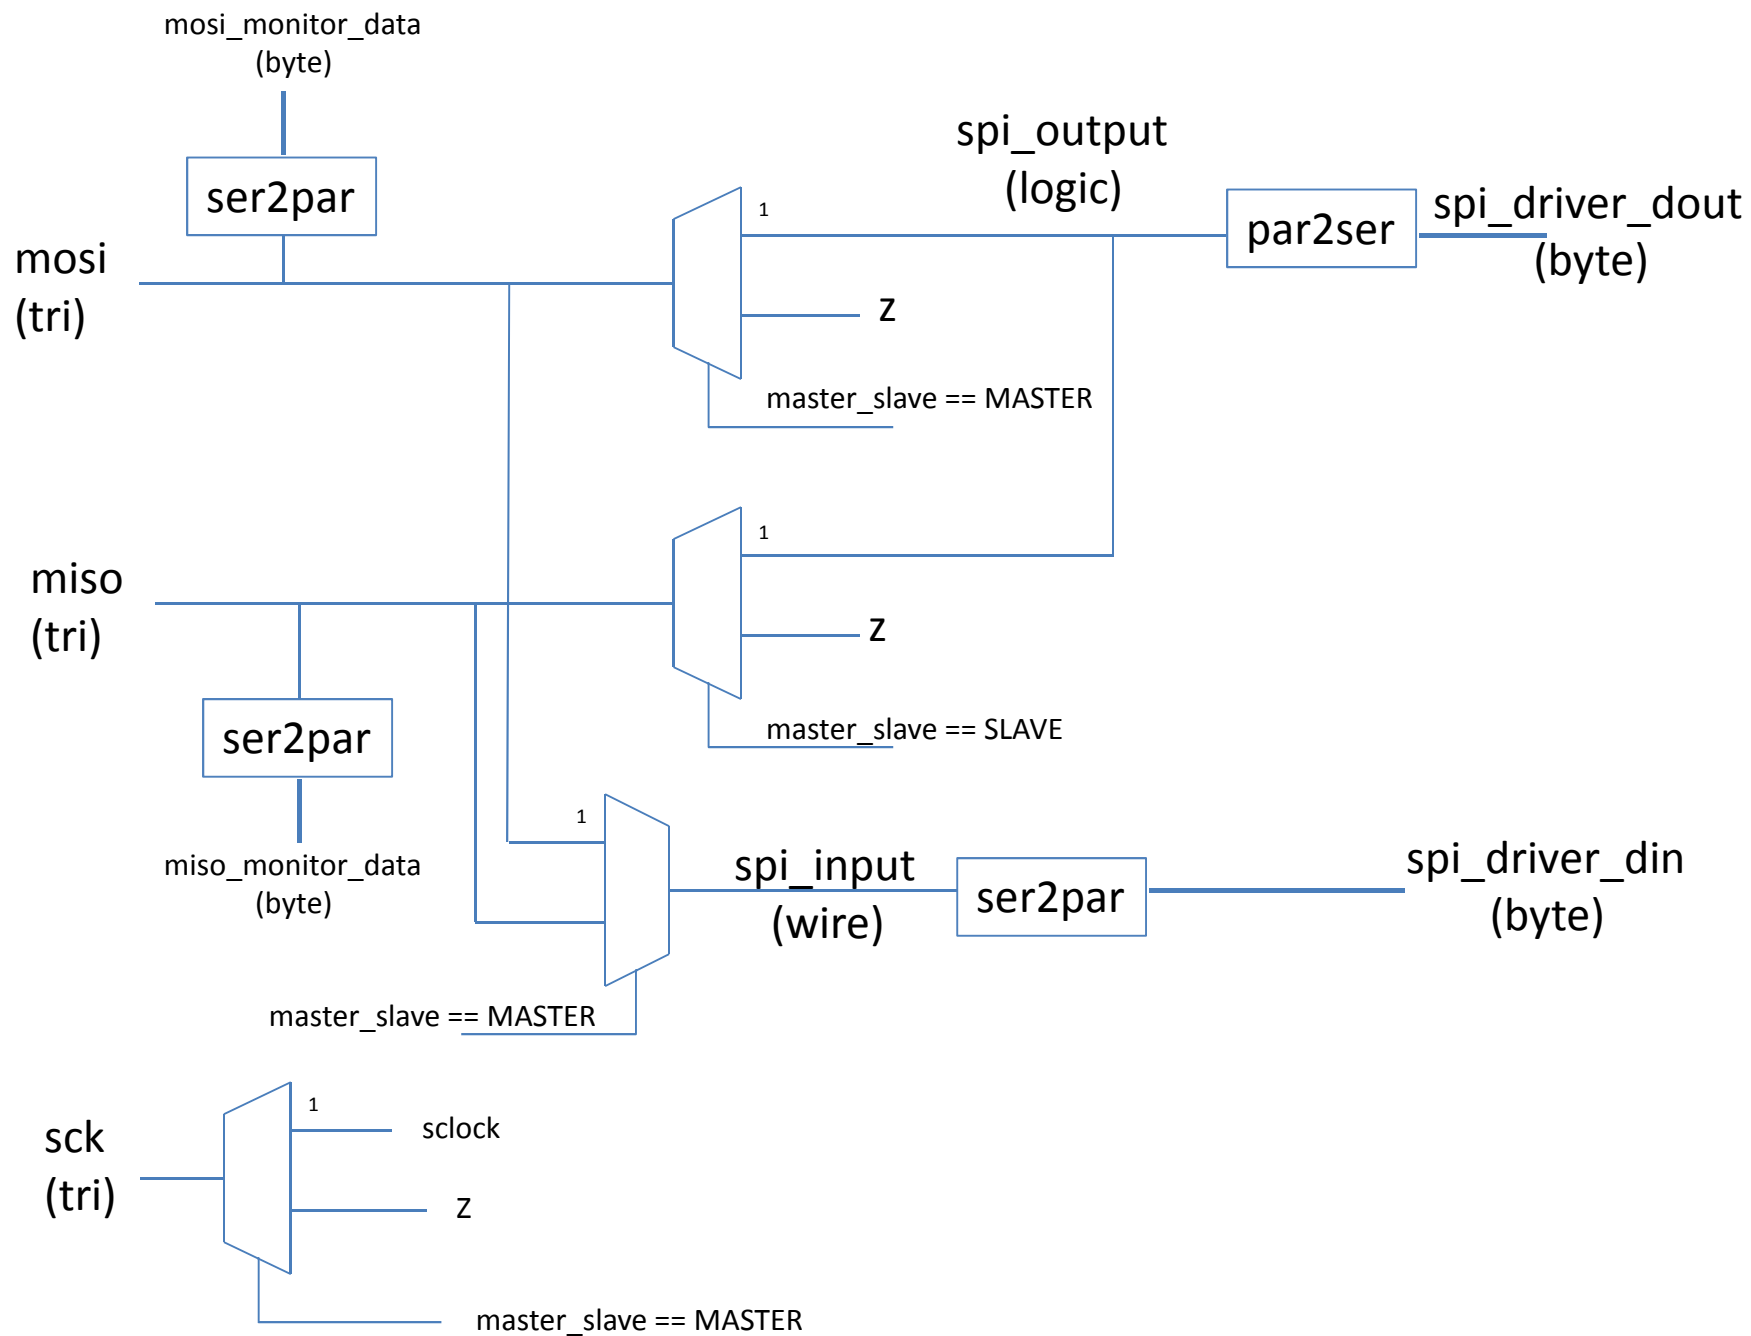 mosi_monitor_data
(byte)
ser2par
mosi
(tri)
1
spi_output
(logic)
par2ser
spi_driver_dout
(byte)
Z
master_slave == MASTER
miso
(tri)
1
Z
master_slave == SLAVE
ser2par
miso_monitor_data
(byte)
1
spi_input
(wire)
ser2par
spi_driver_din
(byte)
master_slave == MASTER
sck
(tri)
1
sclock
Z
master_slave == MASTER